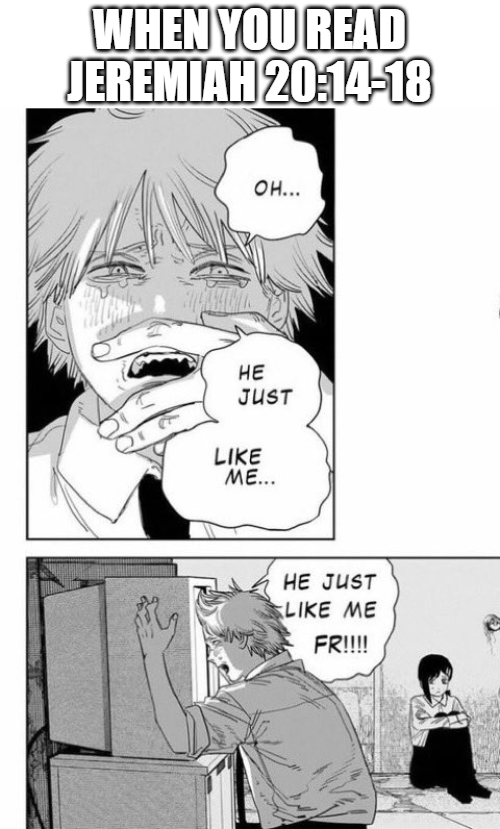 WHEN YOU READ
JEREMIAH 20:14-18
OH...
HE
JUST
LIKE
ME...
HE JUST
LIKE ME
FR!!!!